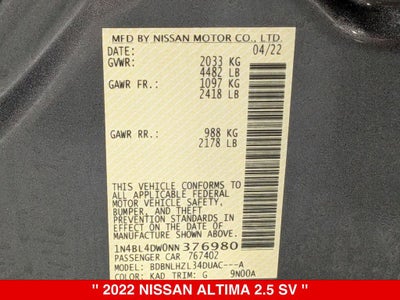 MFD BY NISSAN MOTOR CO., LTD.
DATE: 04/22
GVWR: 2033 KG
4482 LB
GAWR FR.: 1097 KG
2418 LB
GAWR RR.: 988 KG
2178 LB
THIS VEHICLE CONFORMS TO
ALL APPLICABLE FEDERAL
MOTOR VEHICLE SAFETY,
BUMPER, AND THEFT
PREVENTION STANDARDS IN
EFFECT ON THE DATE OF
MANUFACTURE SHOWN ABOVE.
1N4BL4DW0NN376980
PASSENGER CAR 767402
MODEL: BDBNLHZL34DUAC---A
COLOR: KAD TRIM: G 9N00A
" 2022 NISSAN ALTIMA 2.5 SV "